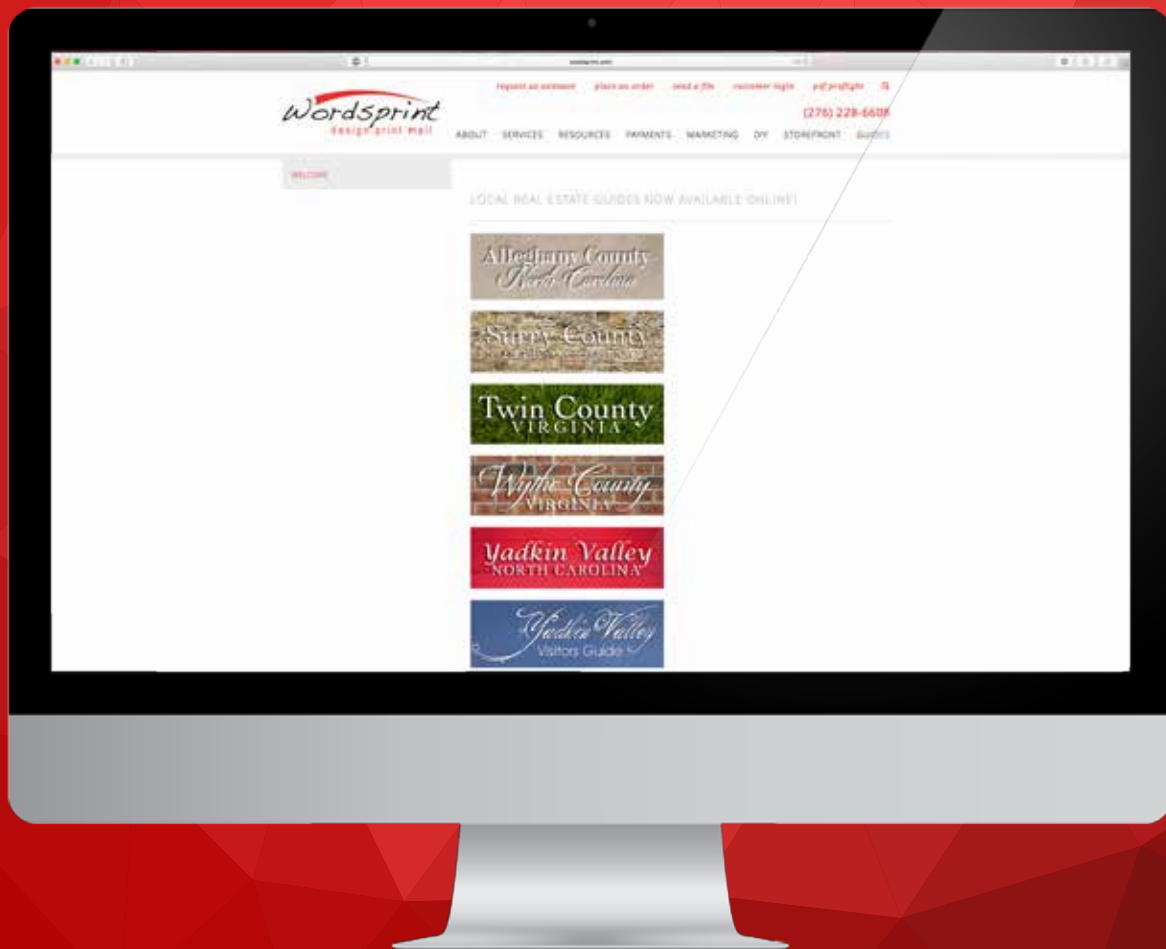 request an estimate place an order send a file customer login pdf preflight
Wordsprint
design print mail
(276) 228-6608
ABOUT SERVICES RESOURCES PAYMENTS MARKETING DIY STOREFRONT GUIDES
WELCOME
LOCAL REAL ESTATE GUIDES NOW AVAILABLE ONLINE!
Alleghany County
North Carolina
Surry County
Twin County
VIRGINIA
Wythe County
VIRGINIA
Yadkin Valley
NORTH CAROLINA
Yadkin Valley
Visitors Guide